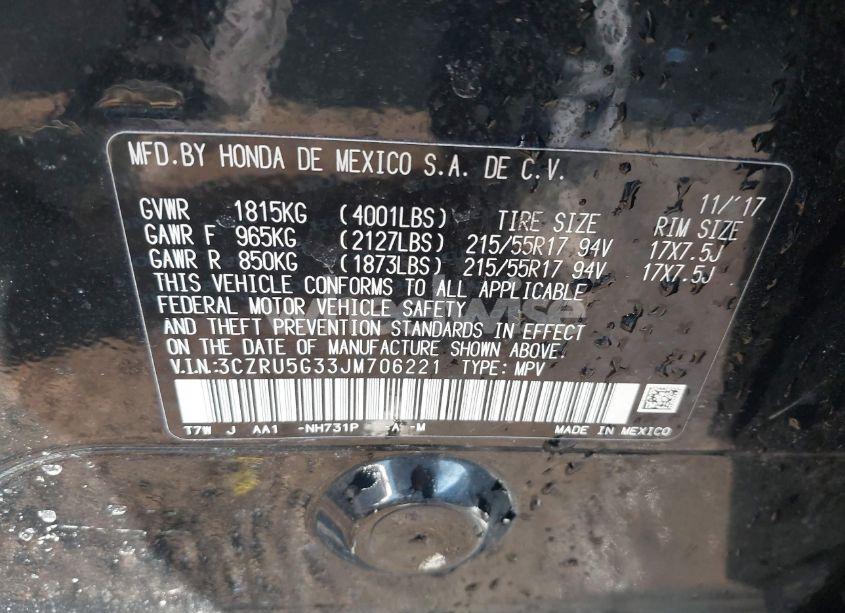 MFD.BY HONDA DE MEXICO S.A. DE C.V.
11/'17
GVWR 1815KG (4001LBS) TIRE SIZE RIM SIZE
GAWR F 965KG (2127LBS) 215/55R17 94V 17X7.5J
GAWR R 850KG (1873LBS) 215/55R17 94V 17X7.5J
THIS VEHICLE CONFORMS TO ALL APPLICABLE
FEDERAL MOTOR VEHICLE SAFETY
AND THEFT PREVENTION STANDARDS IN EFFECT
ON THE DATE OF MANUFACTURE SHOWN ABOVE.
V.I.N.:3CZRU5G33JM706221 TYPE: MPV
T7W J AA1 -NH731P -A -M MADE IN MEXICO